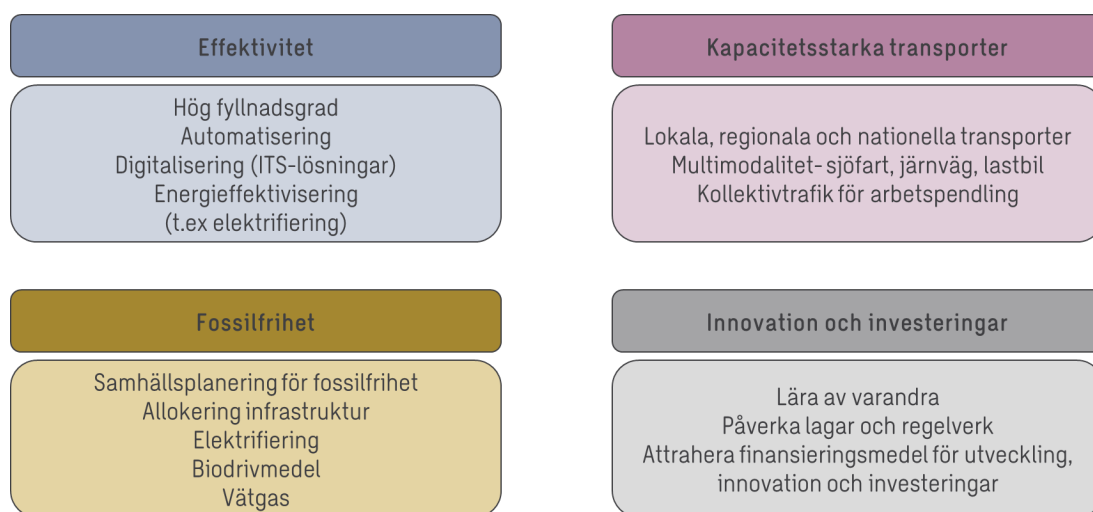 Effektivitet
Hög fyllnadsgrad
Automatisering
Digitalisering (ITS-lösningar)
Energieffektivisering
(t.ex elektrifiering)
Kapacitetsstarka transporter
Lokala, regionala och nationella transporter
Multimodalitet- sjöfart, järnväg, lastbil
Kollektivtrafik för arbetspendling
Fossilfrihet
Samhällsplanering för fossilfrihet
Allokering infrastruktur
Elektrifiering
Biodrivmedel
Vätgas
Innovation och investeringar
Lära av varandra
Påverka lagar och regelverk
Attrahera finansieringsmedel för utveckling,
innovation och investeringar